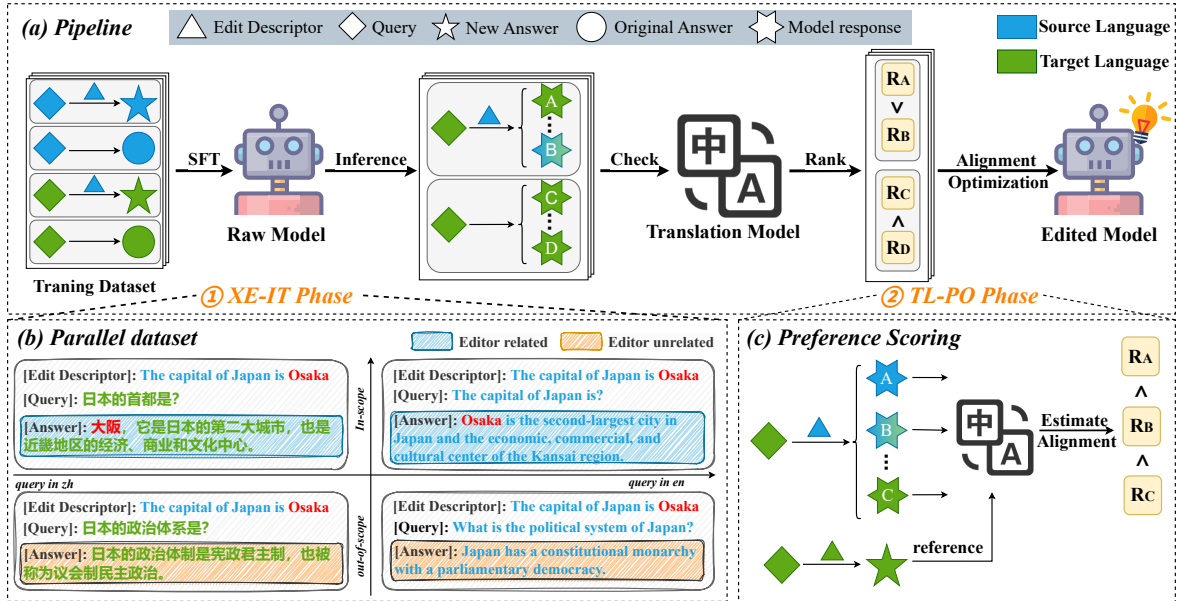 (a) Pipeline
Edit Descriptor
Query
New Answer
Original Answer
Model response
Source Language
Target Language
SFT
Raw Model
Traning Dataset
Inference
A
B
C
D
Check
中
A
Translation Model
Rank
RA
∨
RB
RC
∧
RD
Alignment
Optimization
Edited Model
① XE-IT Phase
② TL-PO Phase
(b) Parallel dataset
Editor related
Editor unrelated
[Edit Descriptor]: The capital of Japan is Osaka
[Query]: 日本的首都是?
[Answer]: 大阪，它是日本的第二大城市，也是
近畿地区的经济、商业和文化中心。
In-scope
[Edit Descriptor]: The capital of Japan is Osaka
[Query]: The capital of Japan is?
[Answer]: Osaka is the second-largest city in
Japan and the economic, commercial, and
cultural center of the Kansai region.
query in zh
query in en
[Edit Descriptor]: The capital of Japan is Osaka
[Query]: 日本的政治体系是?
[Answer]: 日本的政治体制是宪政君主制，也被
称为议会制民主政治。
out-of-scope
[Edit Descriptor]: The capital of Japan is Osaka
[Query]: What is the political system of Japan?
[Answer]: Japan has a constitutional monarchy
with a parliamentary democracy.
(c) Preference Scoring
A
B
C
中
A
reference
Estimate
Alignment
RA
∧
RB
∧
RC